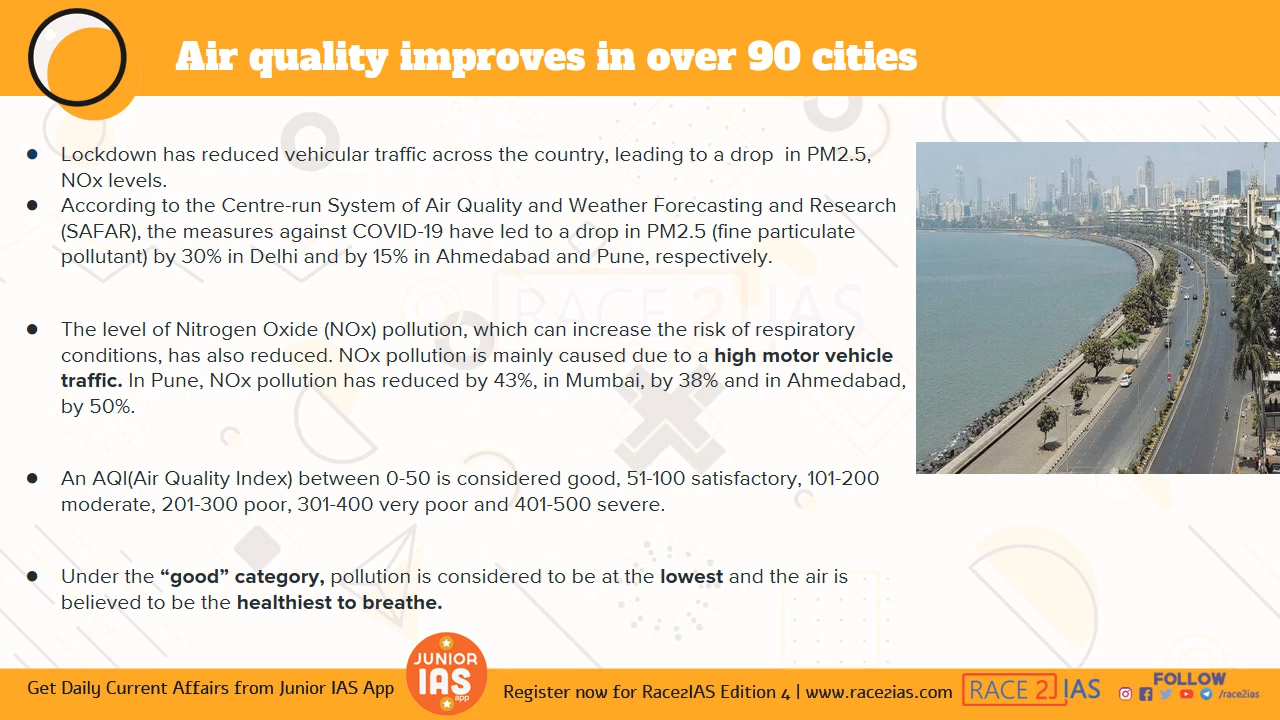 Air quality improves in over 90 cities
● Lockdown has reduced vehicular traffic across the country, leading to a drop  in PM2.5,
NOx levels.
● According to the Centre-run System of Air Quality and Weather Forecasting and Research
(SAFAR), the measures against COVID-19 have led to a drop in PM2.5 (fine particulate
pollutant) by 30% in Delhi and by 15% in Ahmedabad and Pune, respectively.
RACE 2 IAS
● The level of Nitrogen Oxide (NOx) pollution, which can increase the risk of respiratory
conditions, has also reduced. NOx pollution is mainly caused due to a high motor vehicle
traffic. In Pune, NOx pollution has reduced by 43%, in Mumbai, by 38% and in Ahmedabad,
by 50%.
● An AQI(Air Quality Index) between 0-50 is considered good, 51-100 satisfactory, 101-200
moderate, 201-300 poor, 301-400 very poor and 401-500 severe.
● Under the “good” category, pollution is considered to be at the lowest and the air is
believed to be the healthiest to breathe.
Get Daily Current Affairs from Junior IAS App
JUNIOR
IAS
app
Register now for Race2IAS Edition 4 | www.race2ias.com
RACE 2 IAS
FOLLOW
/race2ias